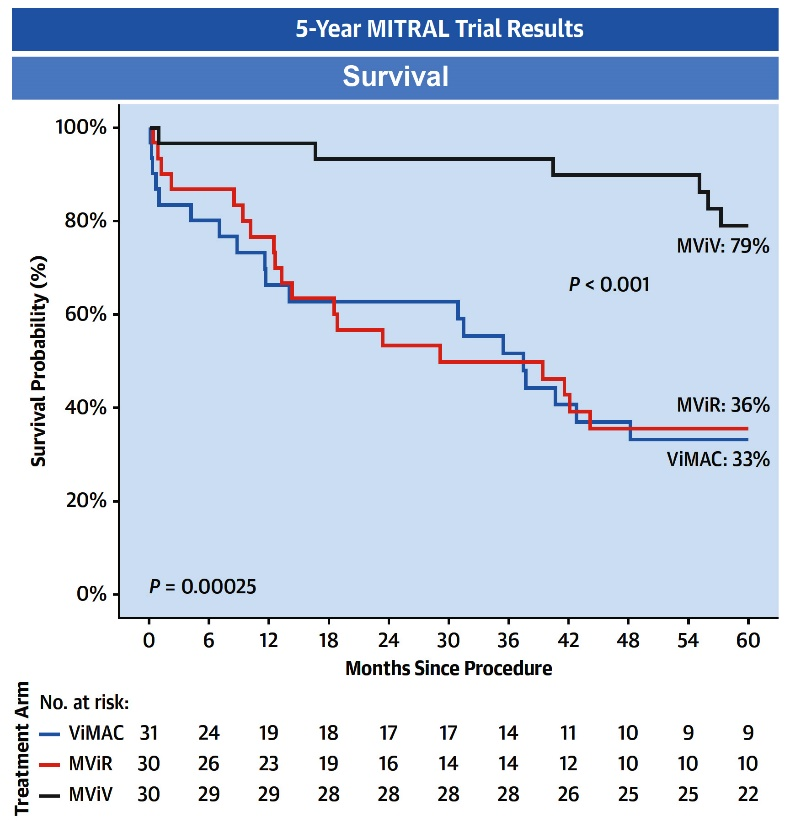 5-Year MITRAL Trial Results
Survival
100%
80%
60%
40%
20%
0%
Survival Probability (%)
MViV: 79%
P < 0.001
MViR: 36%
ViMAC: 33%
P = 0.00025
0 6 12 18 24 30 36 42 48 54 60
Months Since Procedure
Treatment Arm
No. at risk:
ViMAC 31 24 19 18 17 17 14 11 10 9 9
MViR 30 26 23 19 16 14 14 12 10 10 10
MViV 30 29 29 28 28 28 28 26 25 25 22